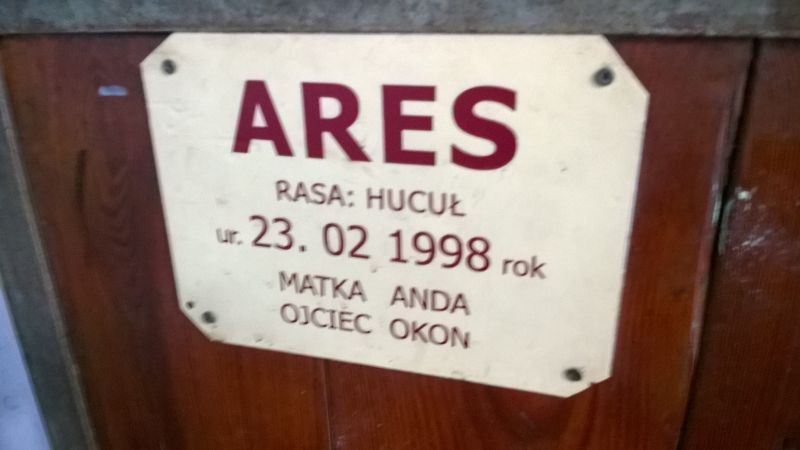 ARES
RASA: HUCUŁ
ur. 23. 02 1998 rok
MATKA ANDA
OJCIEC OKON